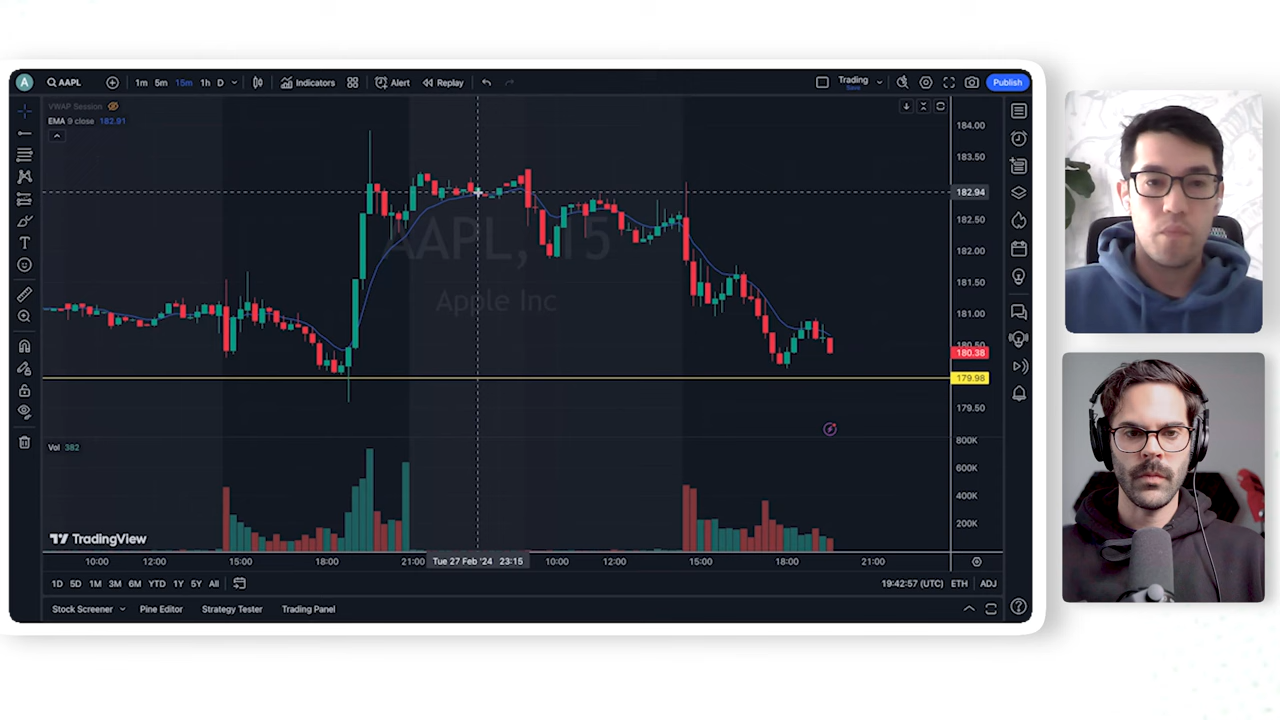 A AAPL 1m 5m 15m 1h D Indicators Alert Replay Trading Save Publish
VWAP Session
EMA 9 close 182.91
184.00
183.50
182.94
182.50
182.00
181.50
181.00
180.50
180.38
179.98
179.50
AAPL, 15
Apple Inc
Vol 382
800K
600K
400K
200K
TradingView
10:00 12:00 15:00 18:00 21:00 Tue 27 Feb '24 23:15 10:00 12:00 15:00 18:00 21:00
1D 5D 1M 3M 6M YTD 1Y 5Y All 19:42:57 (UTC) ETH ADJ
Stock Screener Pine Editor Strategy Tester Trading Panel